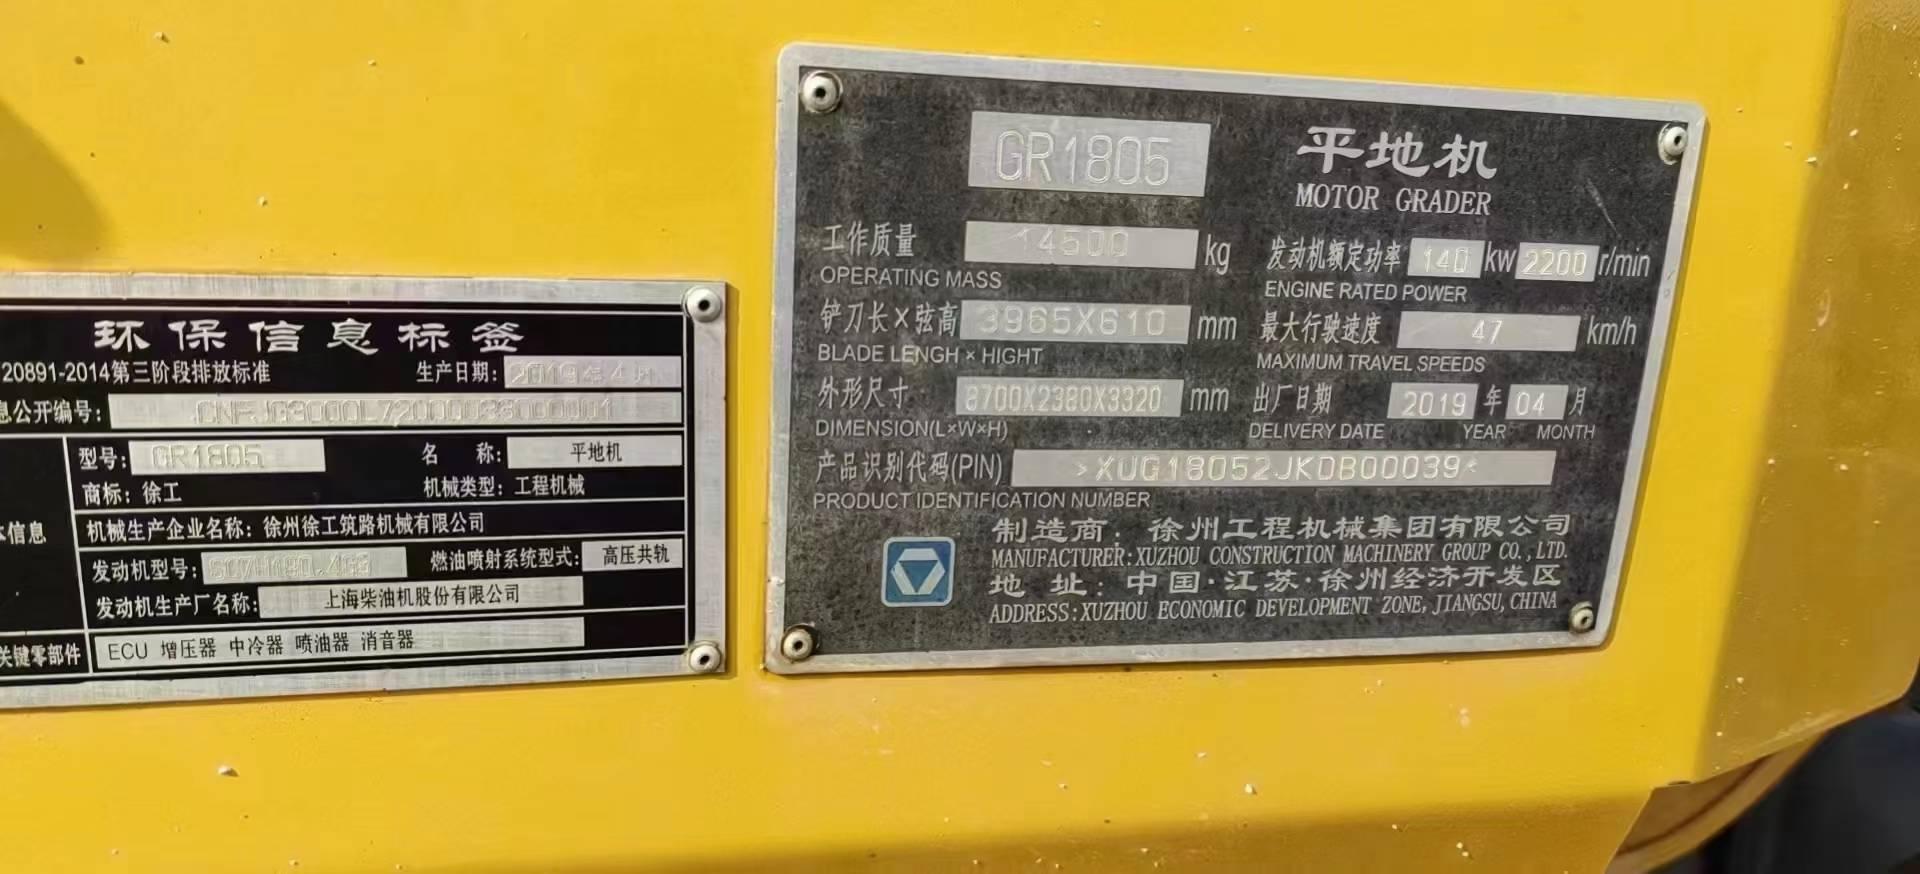 环保信息标签
20891-2014第三阶段排放标准 生产日期: 2019年4月
息公开编号:
型号: GR1805 名 称: 平地机
商标: 徐工 机械类型: 工程机械
本信息
机械生产企业名称: 徐州徐工筑路机械有限公司
发动机型号: SC7H190.4G3 燃油喷射系统型式: 高压共轨
发动机生产厂名称: 上海柴油机股份有限公司
关键零部件 ECU 增压器 中冷器 喷油器 消音器
GR1805 平地机
MOTOR GRADER
工作质量 14500 kg 发动机额定功率 140 kw 2200 r/min
OPERATING MASS ENGINE RATED POWER
铲刀长×弦高 3965X610 mm 最大行驶速度 47 km/h
BLADE LENGH × HIGHT MAXIMUM TRAVEL SPEEDS
外形尺寸 8700X2380X3320 mm 出厂日期 2019 年 04 月
DIMENSION(L×W×H) DELIVERY DATE YEAR MONTH
产品识别代码(PIN) >XUG18052JKDB00039<
PRODUCT IDENTIFICATION NUMBER
制造商: 徐州工程机械集团有限公司
MANUFACTURER:XUZHOU CONSTRUCTION MACHINERY GROUP CO.,LTD.
地 址: 中国·江苏·徐州经济开发区
ADDRESS:XUZHOU ECONOMIC DEVELOPMENT ZONE,JIANGSU,CHINA